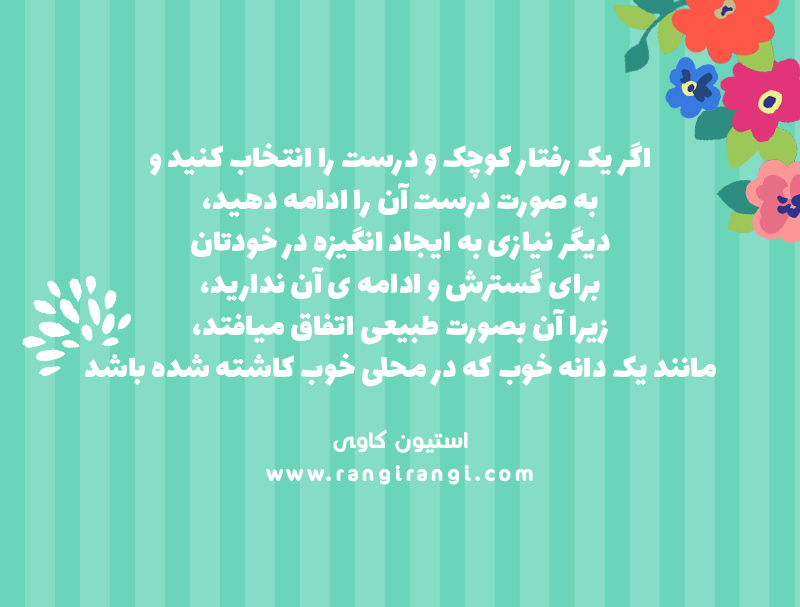 اگر یک رفتار کوچک و درست را انتخاب کنید و
به صورت درست آن را ادامه دهید،
دیگر نیازی به ایجاد انگیزه در خودتان
برای گسترش و ادامه ی آن ندارید،
زیرا آن بصورت طبیعی اتفاق میافتد،
مانند یک دانه خوب که در محلی خوب کاشته شده باشد
استیون کاوی
www.rangirangi.com